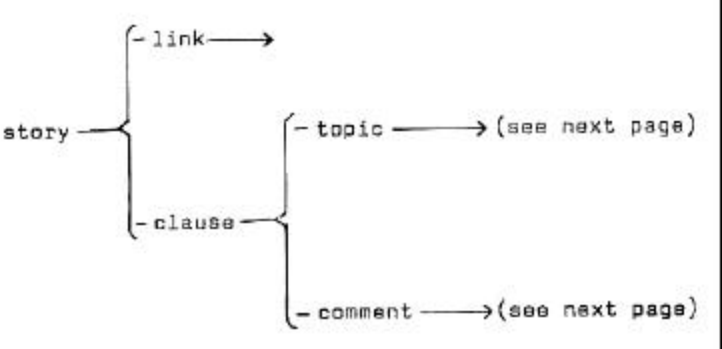 - link
story
- topic (see next page)
- clause
- comment (see next page)